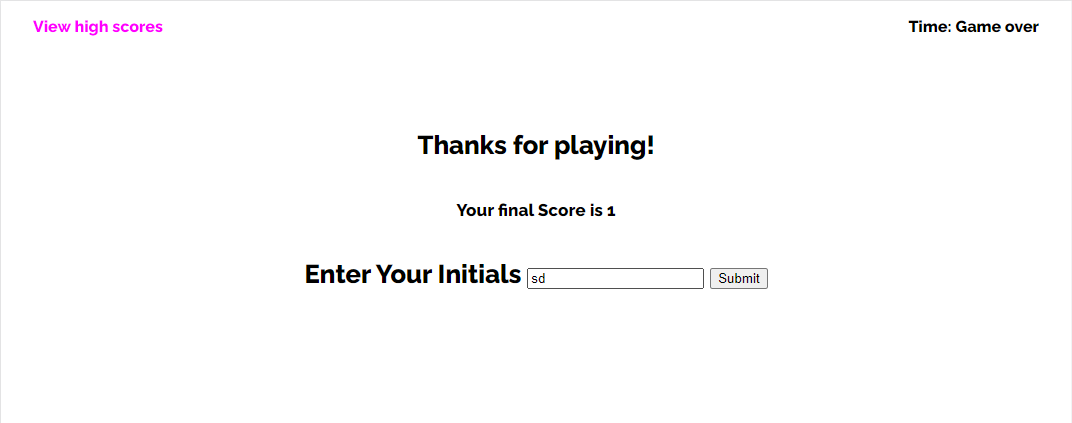 View high scores
Time: Game over
Thanks for playing!
Your final Score is 1
Enter Your Initials sd Submit